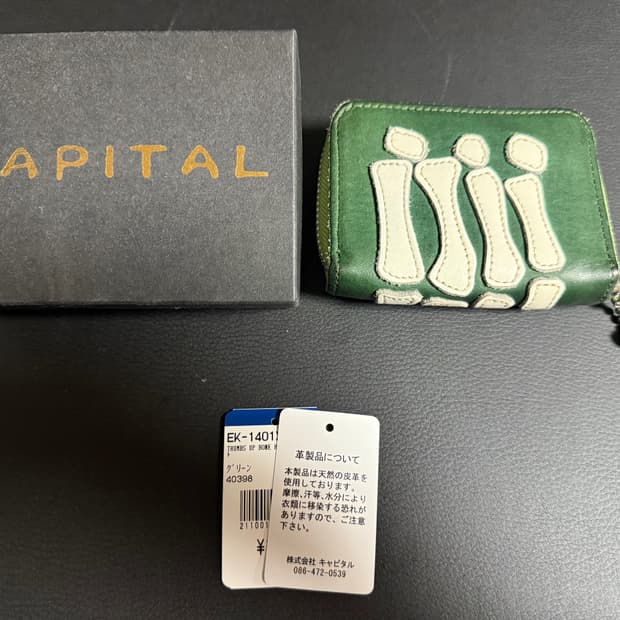 APITAL
EK-1401
THUMBS UP BONE
グリーン
40398
211001
¥
革製品について
本製品は天然の皮革を
使用しております。
摩擦、汗等、水分により
衣類に移染する恐れが
ありますので、ご注意
下さい。
株式会社 キャピタル
086-472-0539